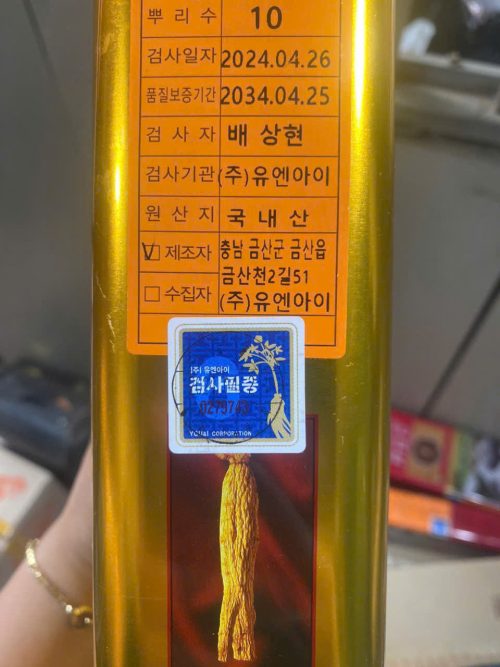 뿌리수 10
검사일자 2024.04.26
품질보증기간 2034.04.25
검사자 배상현
검사기관 (주)유엔아이
원산지 국내산
☑ 제조자 충남 금산군 금산읍
금산천2길51
☐ 수집자 (주)유엔아이
(주) 유엔아이
검사필증
CORPORATION